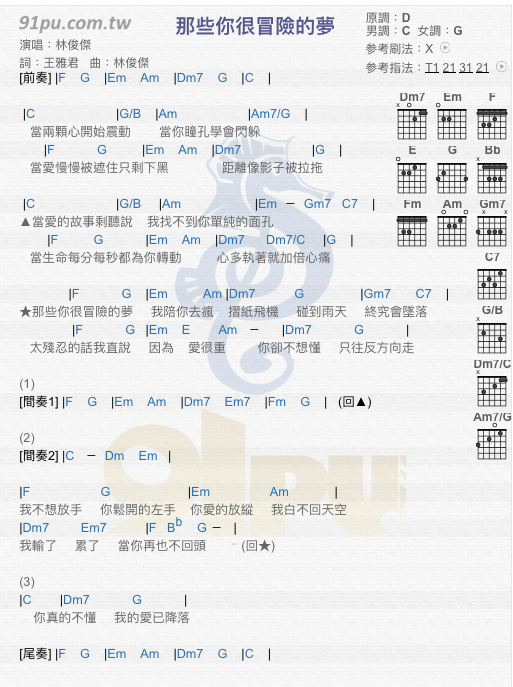 91pu.com.tw
那些你很冒險的夢
演唱：林俊傑
詞：王雅君 曲：林俊傑
原調：D
男調：C 女調：G
參考刷法：X
參考指法：T1 21 31 21
[前奏] |F G |Em Am |Dm7 G |C |
|C |G/B |Am |Am7/G |
當兩顆心開始震動 當你瞳孔學會閃躲
|F G |Em Am |Dm7 |G |
當愛慢慢被遮住只剩下黑 距離像影子被拉拖
|C |G/B |Am |Em – Gm7 C7 |
▲當愛的故事剩聽說 我找不到你單純的面孔
|F G |Em Am |Dm7 Dm7/C |G |
當生命每分每秒都為你轉動 心多執著就加倍心痛
|F G |Em Am |Dm7 G |Gm7 C7 |
★那些你很冒險的夢 我陪你去瘋 摺紙飛機 碰到雨天 終究會墜落
|F G |Em E Am – |Dm7 G |
太殘忍的話我直說 因為 愛很重 你卻不想懂 只往反方向走
(1)
[間奏1] |F G |Em Am |Dm7 Em7 |Fm G | (回▲)
(2)
[間奏2] |C – Dm Em |
|F G |Em Am |
我不想放手 你鬆開的左手 你愛的放縱 我白不回天空
|Dm7 Em7 |F Bb G – |
我輸了 累了 當你再也不回頭 (回★)
(3)
|C |Dm7 G |
你真的不懂 我的愛已降落
[尾奏] |F G |Em Am |Dm7 G |C |
Dm7 Em F
E G Bb
Fm Am Gm7
C7
G/B
Dm7/C
Am7/G
91pu